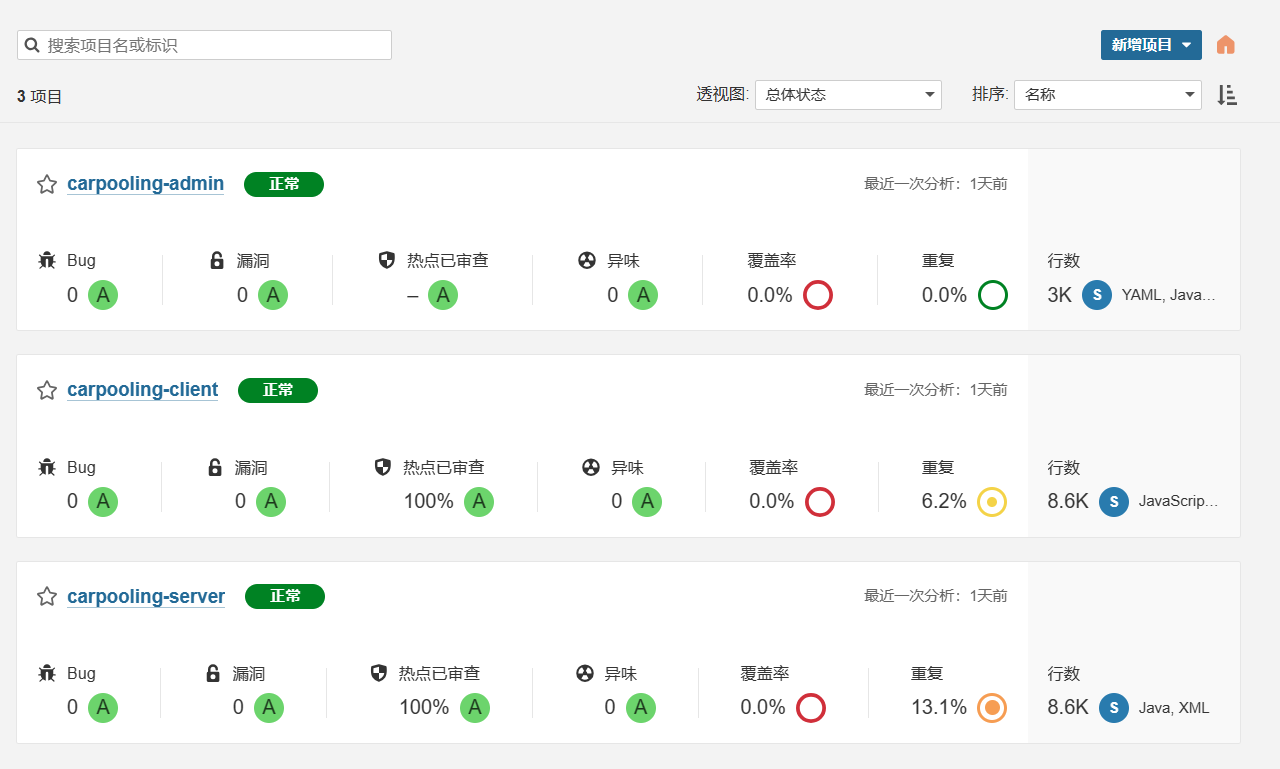 搜索项目名或标识
新增项目
3 项目
透视图: 总体状态
排序: 名称
carpooling-admin 正常 最近一次分析：1天前
Bug 漏洞 热点已审查 异味 覆盖率 重复 行数
0 A 0 A – A 0 A 0.0% 0.0% 3K S YAML, Java…
carpooling-client 正常 最近一次分析：1天前
Bug 漏洞 热点已审查 异味 覆盖率 重复 行数
0 A 0 A 100% A 0 A 0.0% 6.2% 8.6K S JavaScrip…
carpooling-server 正常 最近一次分析：1天前
Bug 漏洞 热点已审查 异味 覆盖率 重复 行数
0 A 0 A 100% A 0 A 0.0% 13.1% 8.6K S Java, XML